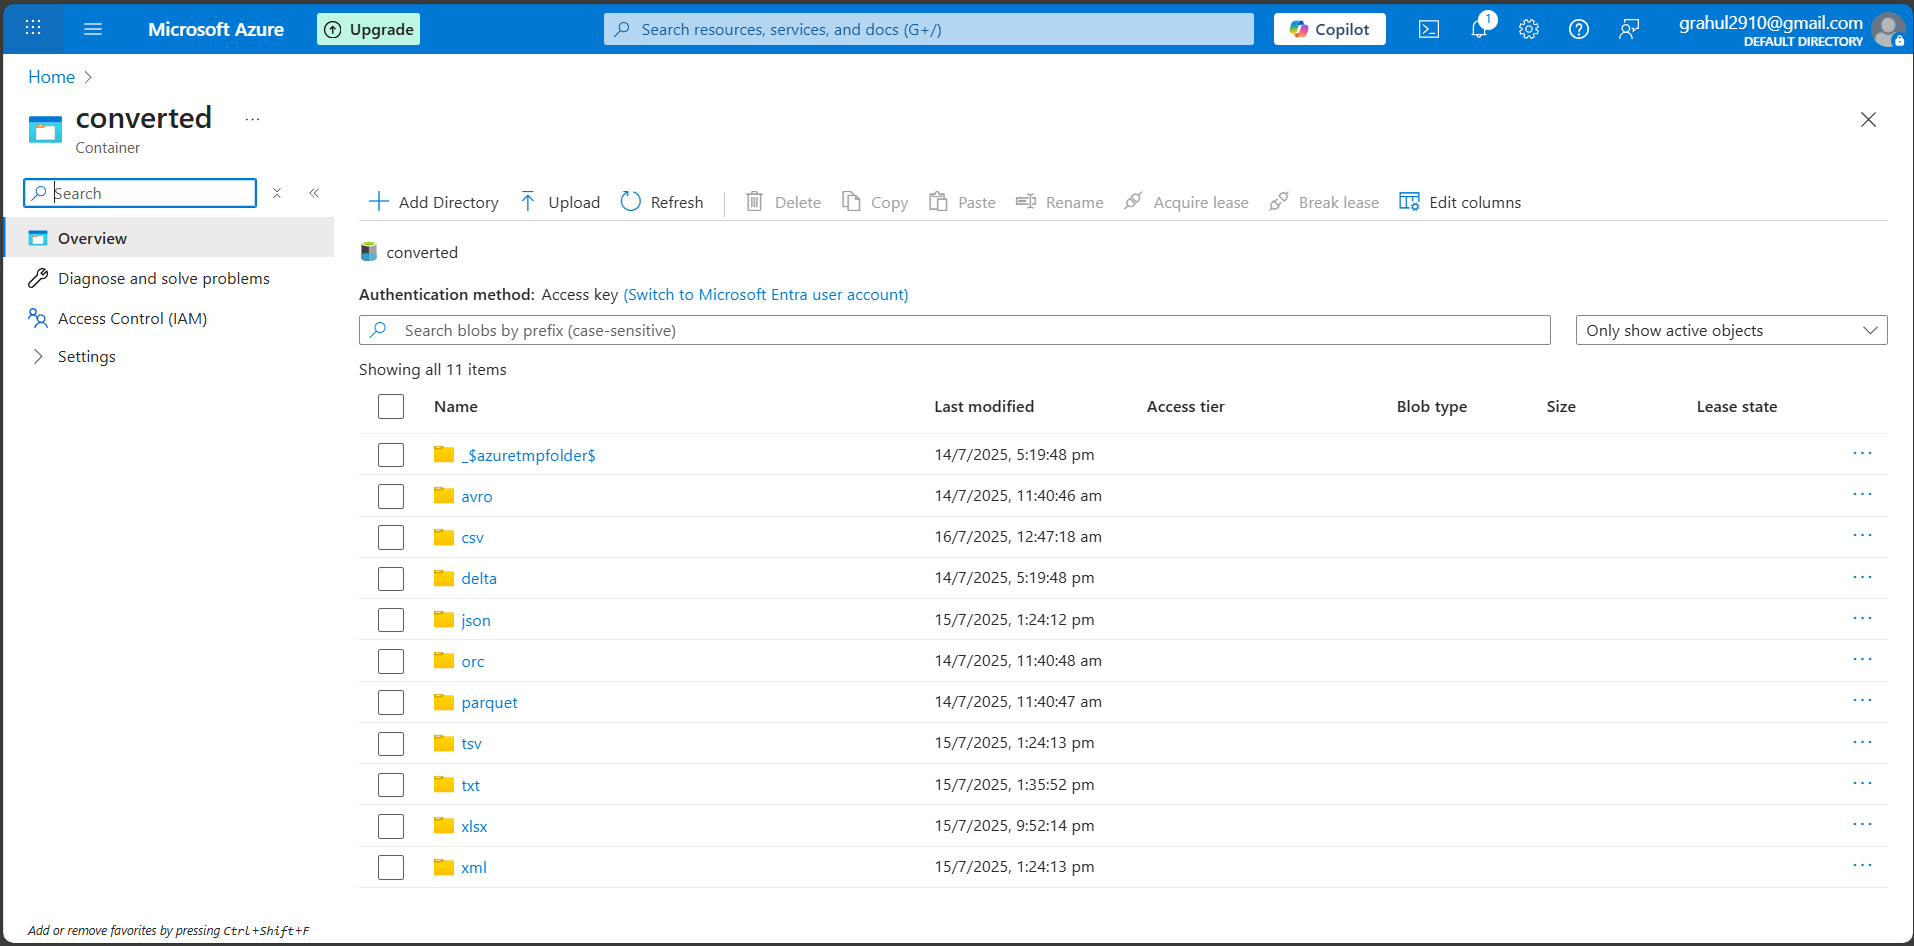 Microsoft Azure Upgrade Search resources, services, and docs (G+/) Copilot 1 grahul2910@gmail.com
DEFAULT DIRECTORY
Home
converted ...
Container
Search
Add Directory Upload Refresh Delete Copy Paste Rename Acquire lease Break lease Edit columns
Overview
Diagnose and solve problems
Access Control (IAM)
Settings
converted
Authentication method: Access key (Switch to Microsoft Entra user account)
Search blobs by prefix (case-sensitive) Only show active objects
Showing all 11 items
Name Last modified Access tier Blob type Size Lease state
_$azuretmpfolder$ 14/7/2025, 5:19:48 pm ...
avro 14/7/2025, 11:40:46 am ...
csv 16/7/2025, 12:47:18 am ...
delta 14/7/2025, 5:19:48 pm ...
json 15/7/2025, 1:24:12 pm ...
orc 14/7/2025, 11:40:48 am ...
parquet 14/7/2025, 11:40:47 am ...
tsv 15/7/2025, 1:24:13 pm ...
txt 15/7/2025, 1:35:52 pm ...
xlsx 15/7/2025, 9:52:14 pm ...
xml 15/7/2025, 1:24:13 pm ...
Add or remove favorites by pressing Ctrl+Shift+F